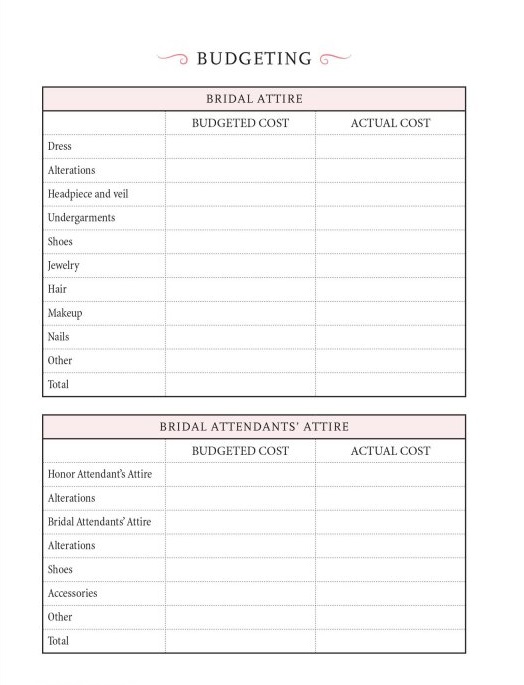 BUDGETING
BRIDAL ATTIRE
BUDGETED COST ACTUAL COST
Dress
Alterations
Headpiece and veil
Undergarments
Shoes
Jewelry
Hair
Makeup
Nails
Other
Total
BRIDAL ATTENDANTS’ ATTIRE
BUDGETED COST ACTUAL COST
Honor Attendant’s Attire
Alterations
Bridal Attendants’ Attire
Alterations
Shoes
Accessories
Other
Total